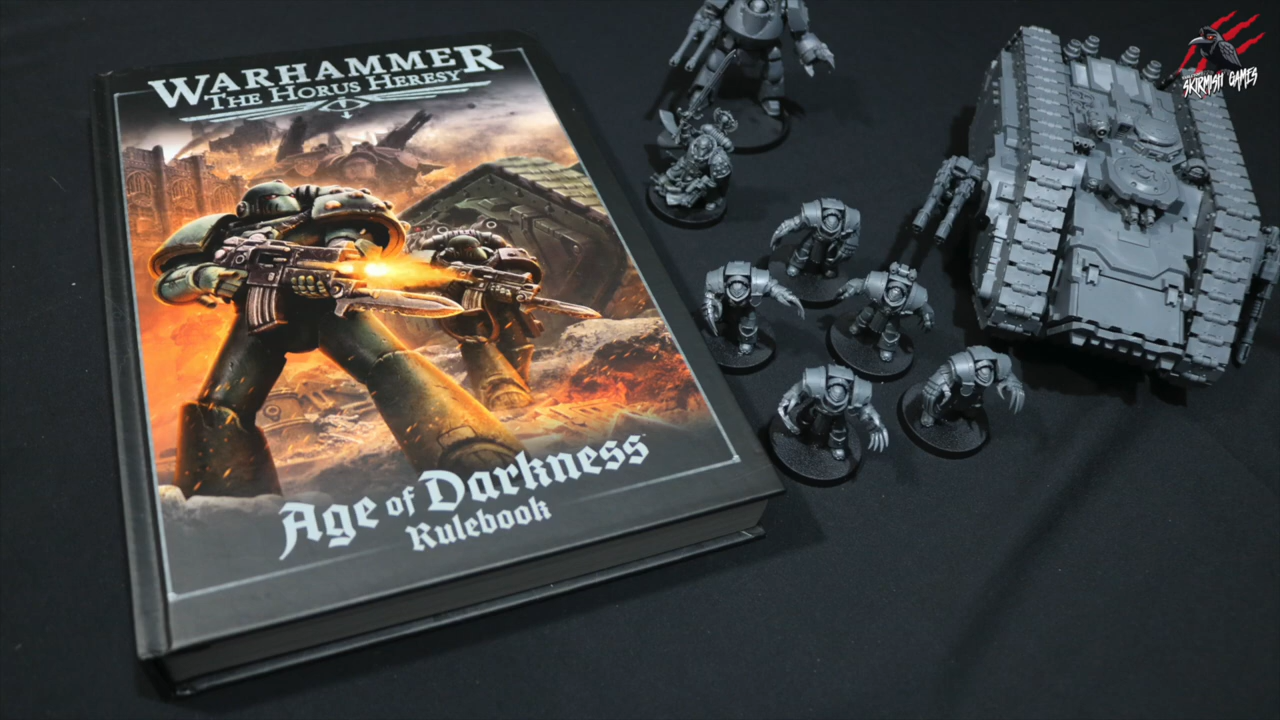 WARHAMMER
THE HORUS HERESY
Age of Darkness
Rulebook
SKIRMISH GAMES